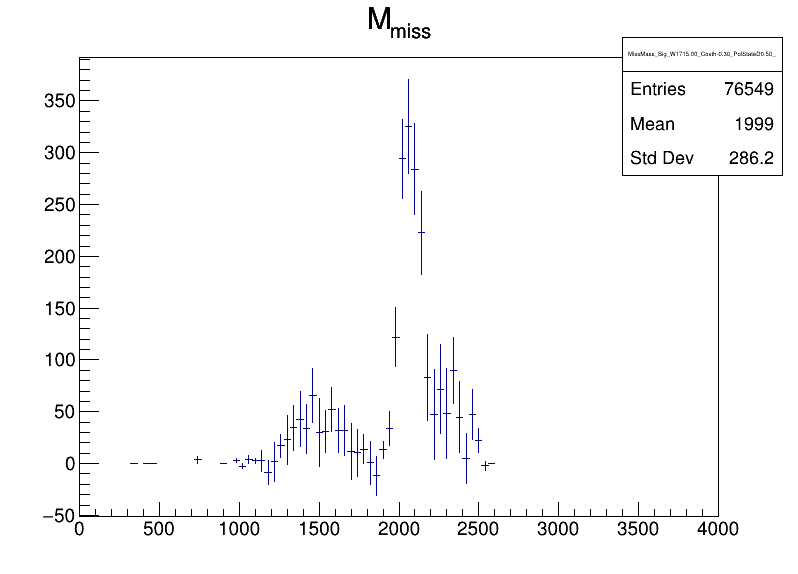 M_miss
MissMass_Sig_W1715.00_Costh-0.30_PolStateD0.50_
Entries 76549
Mean 1999
Std Dev 286.2
350
300
250
200
150
100
50
0
−50
0 500 1000 1500 2000 2500 3000 3500 4000